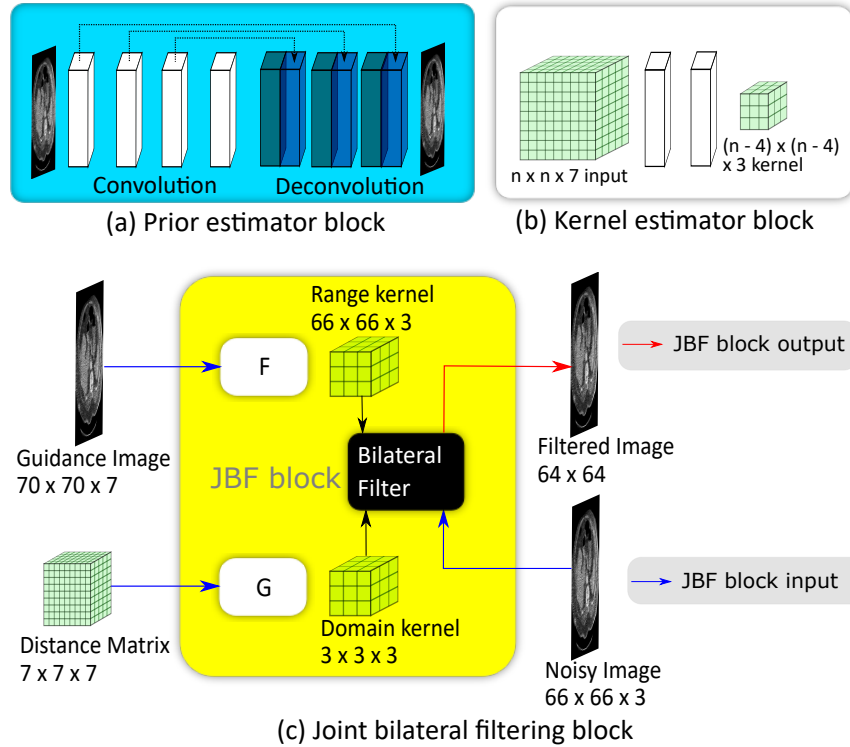 Convolution
Deconvolution
(a) Prior estimator block
n x n x 7 input
(n - 4) x (n - 4)
x 3 kernel
(b) Kernel estimator block
Range kernel
66 x 66 x 3
F
JBF block output
Guidance Image
70 x 70 x 7
JBF block
Bilateral
Filter
Filtered Image
64 x 64
G
JBF block input
Distance Matrix
7 x 7 x 7
Domain kernel
3 x 3 x 3
Noisy Image
66 x 66 x 3
(c) Joint bilateral filtering block